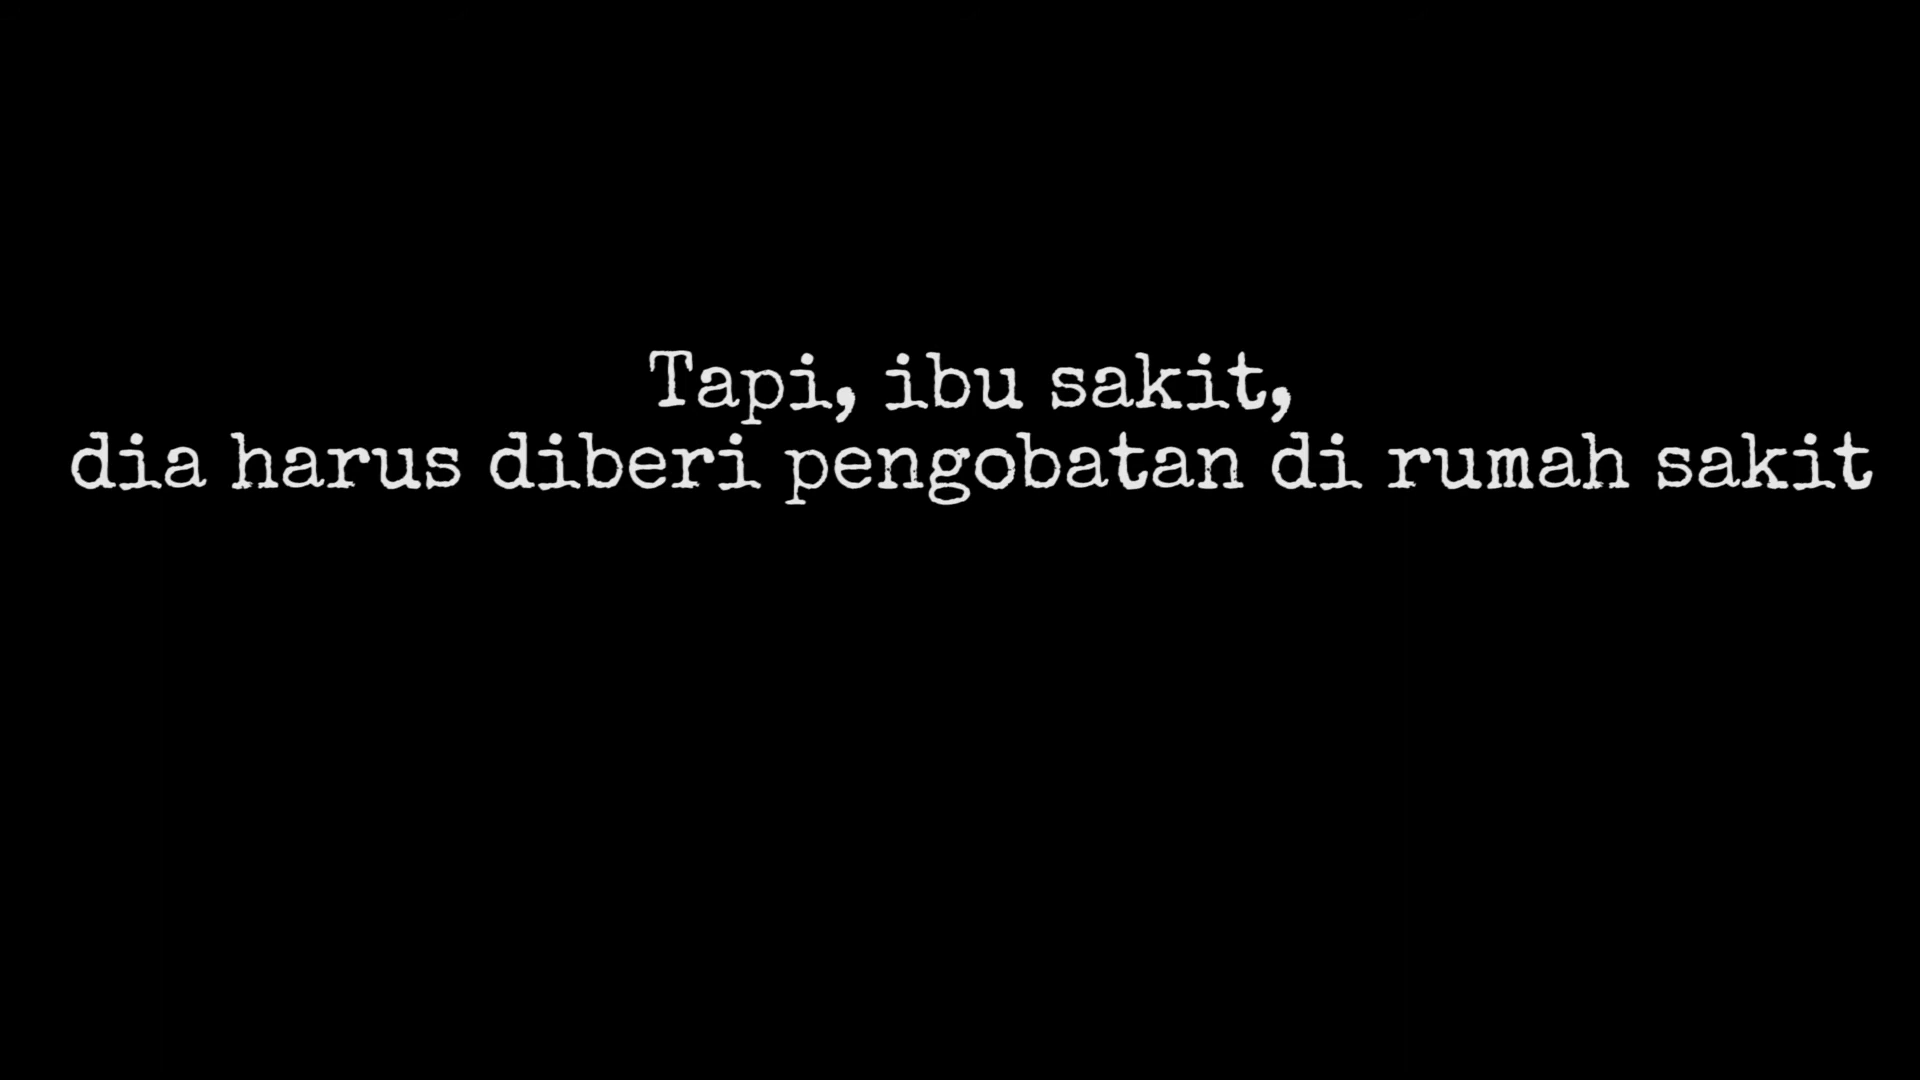 Tapi, ibu sakit,
dia harus diberi pengobatan di rumah sakit